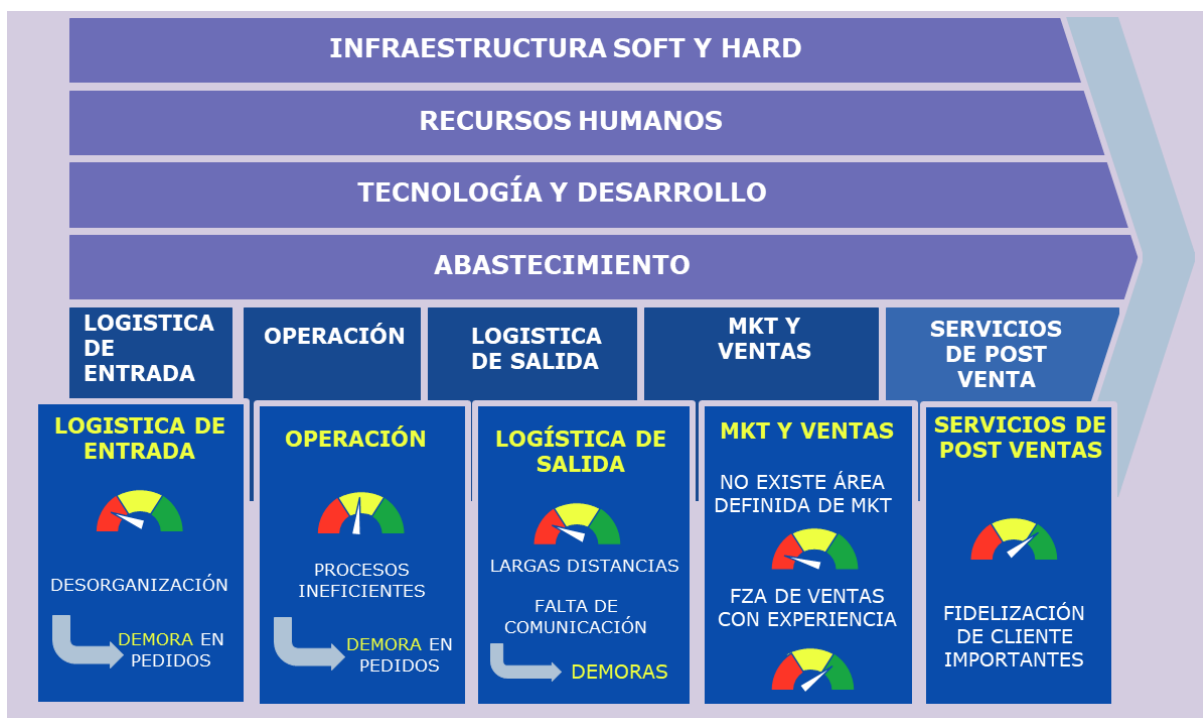 INFRAESTRUCTURA SOFT Y HARD
RECURSOS HUMANOS
TECNOLOGÍA Y DESARROLLO
ABASTECIMIENTO
LOGISTICA
DE
ENTRADA
OPERACIÓN
LOGISTICA
DE SALIDA
MKT Y
VENTAS
SERVICIOS
DE POST
VENTA
LOGISTICA DE
ENTRADA
DESORGANIZACIÓN
DEMORA EN
PEDIDOS
OPERACIÓN
PROCESOS
INEFICIENTES
DEMORA EN
PEDIDOS
LOGÍSTICA DE
SALIDA
LARGAS DISTANCIAS
FALTA DE
COMUNICACIÓN
DEMORAS
MKT Y VENTAS
NO EXISTE ÁREA
DEFINIDA DE MKT
FZA DE VENTAS
CON EXPERIENCIA
SERVICIOS DE
POST VENTAS
FIDELIZACIÓN
DE CLIENTE
IMPORTANTES